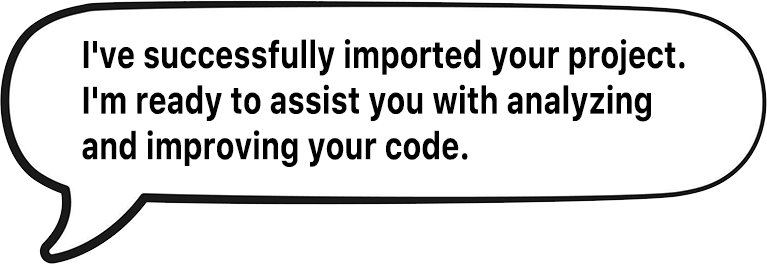 I've successfully imported your project.
I'm ready to assist you with analyzing
and improving your code.